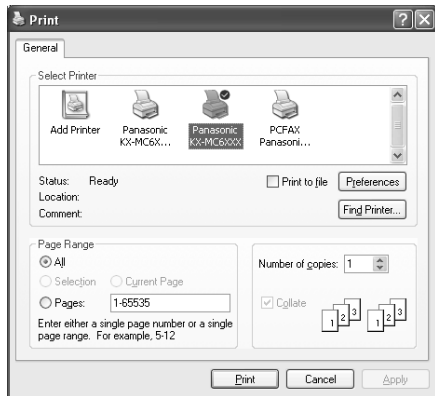 Print
General
Select Printer
Add Printer
Panasonic KX-MC6X...
Panasonic KX-MC6XXX
PCFAX Panasoni...
Status: Ready
Location:
Comment:
Print to file
Preferences
Find Printer...
Page Range
All
Selection
Current Page
Pages: 1-65535
Enter either a single page number or a single
page range. For example, 5-12
Number of copies: 1
Collate
1 2 3
1 2 3
Print
Cancel
Apply